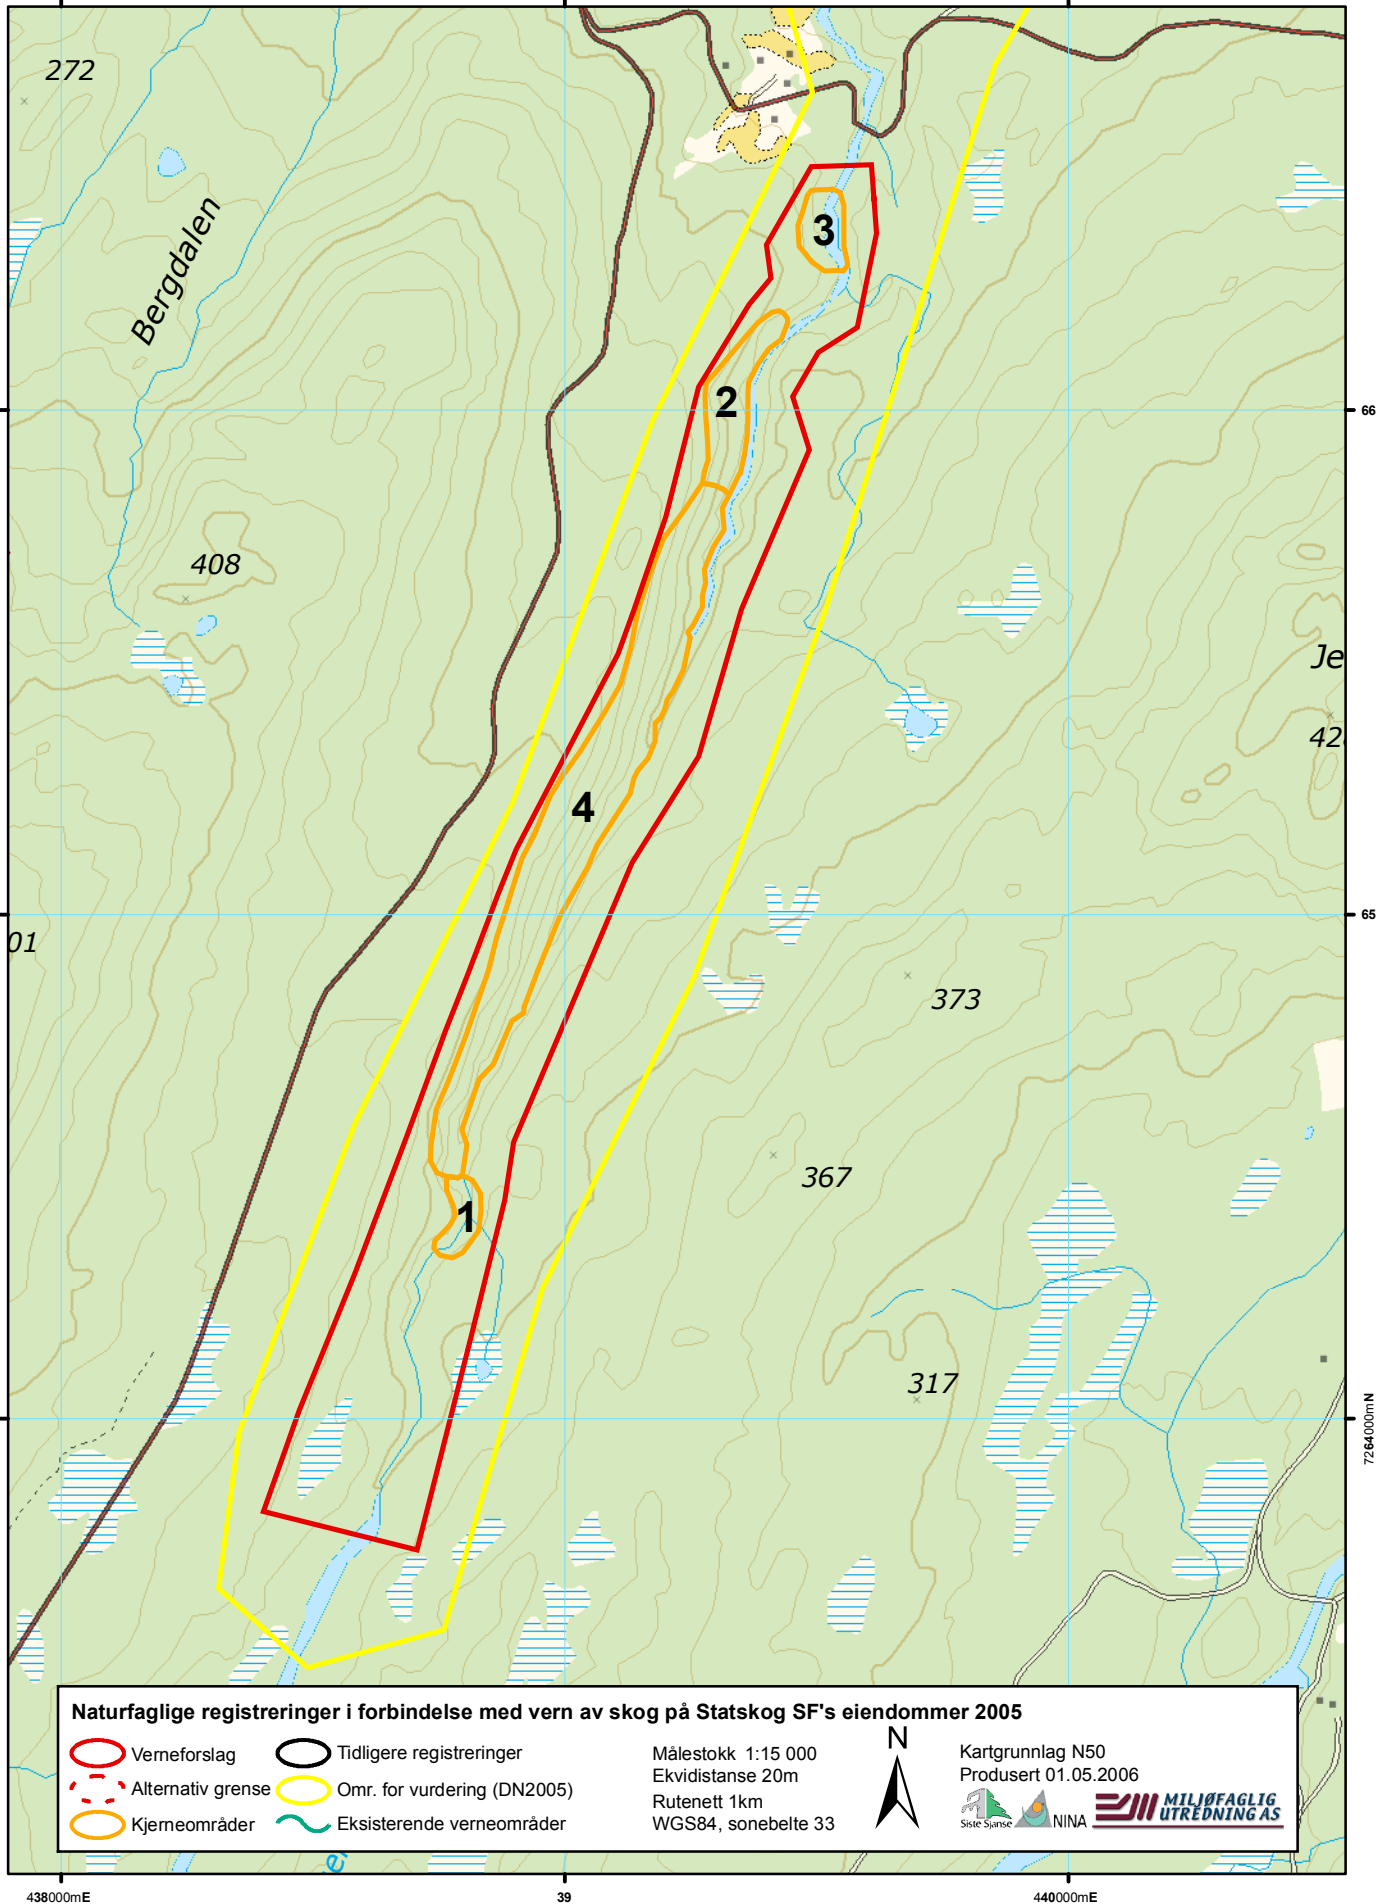 272
Bergdalen
3
2
66
408
Je
42
4
65
01
373
367
1
317
7264000mN
Naturfaglige registreringer i forbindelse med vern av skog på Statskog SF's eiendommer 2005
Verneforslag
Alternativ grense
Kjerneområder
Tidligere registreringer
Omr. for vurdering (DN2005)
Eksisterende verneområder
Målestokk 1:15 000
Ekvidistanse 20m
Rutenett 1km
WGS84, sonebelte 33
N
Kartgrunnlag N50
Produsert 01.05.2006
Siste Sjanse
NINA
MILJØFAGLIG
UTREDNING AS
438000mE
39
440000mE